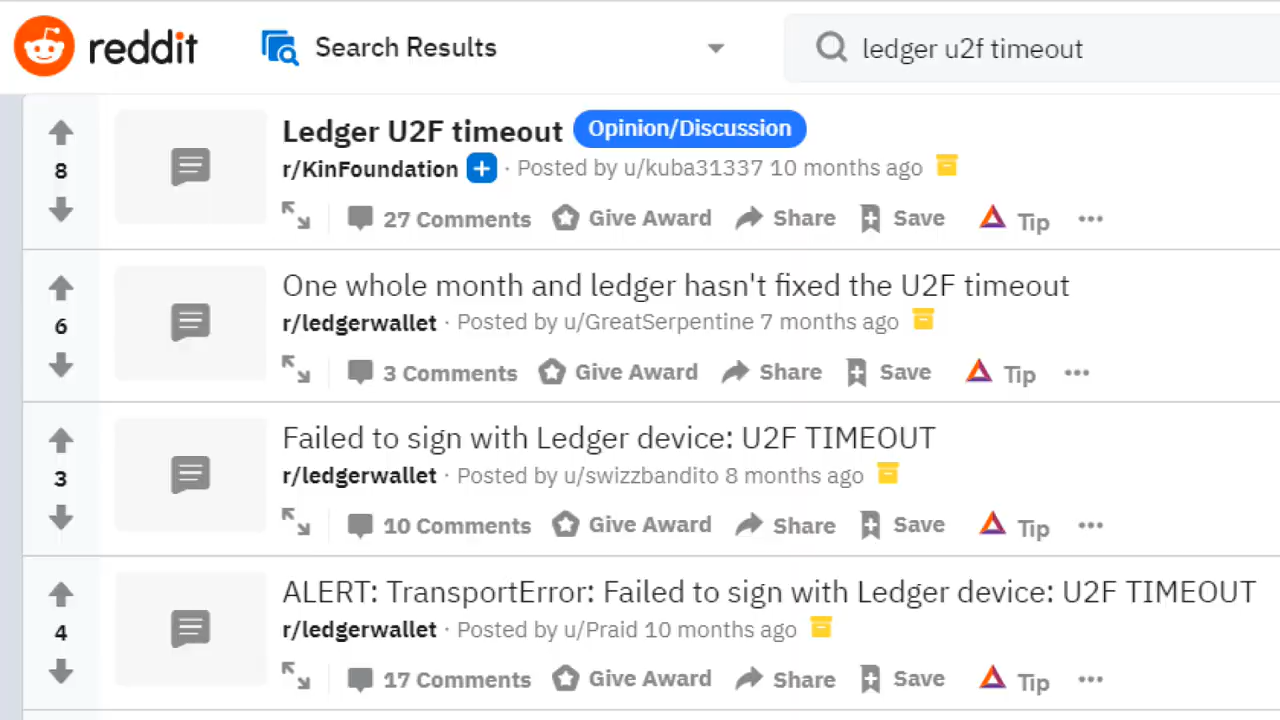 reddit Search Results ledger u2f timeout
Ledger U2F timeout Opinion/Discussion
8 r/KinFoundation · Posted by u/kuba31337 10 months ago
27 Comments Give Award Share Save Tip
One whole month and ledger hasn't fixed the U2F timeout
6 r/ledgerwallet · Posted by u/GreatSerpentine 7 months ago
3 Comments Give Award Share Save Tip
Failed to sign with Ledger device: U2F TIMEOUT
3 r/ledgerwallet · Posted by u/swizzbandito 8 months ago
10 Comments Give Award Share Save Tip
ALERT: TransportError: Failed to sign with Ledger device: U2F TIMEOUT
4 r/ledgerwallet · Posted by u/Praid 10 months ago
17 Comments Give Award Share Save Tip